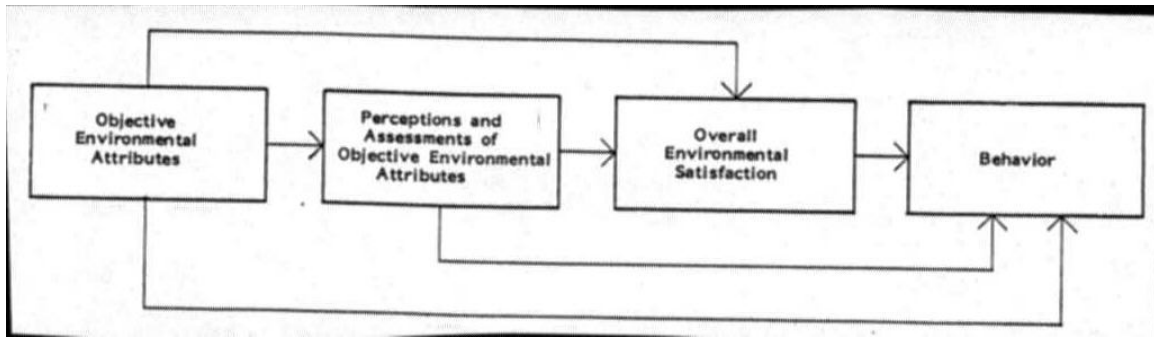 Objective
Environmental
Attributes
Perceptions and
Assessments of
Objective Environmental
Attributes
Overall
Environmental
Satisfaction
Behavior